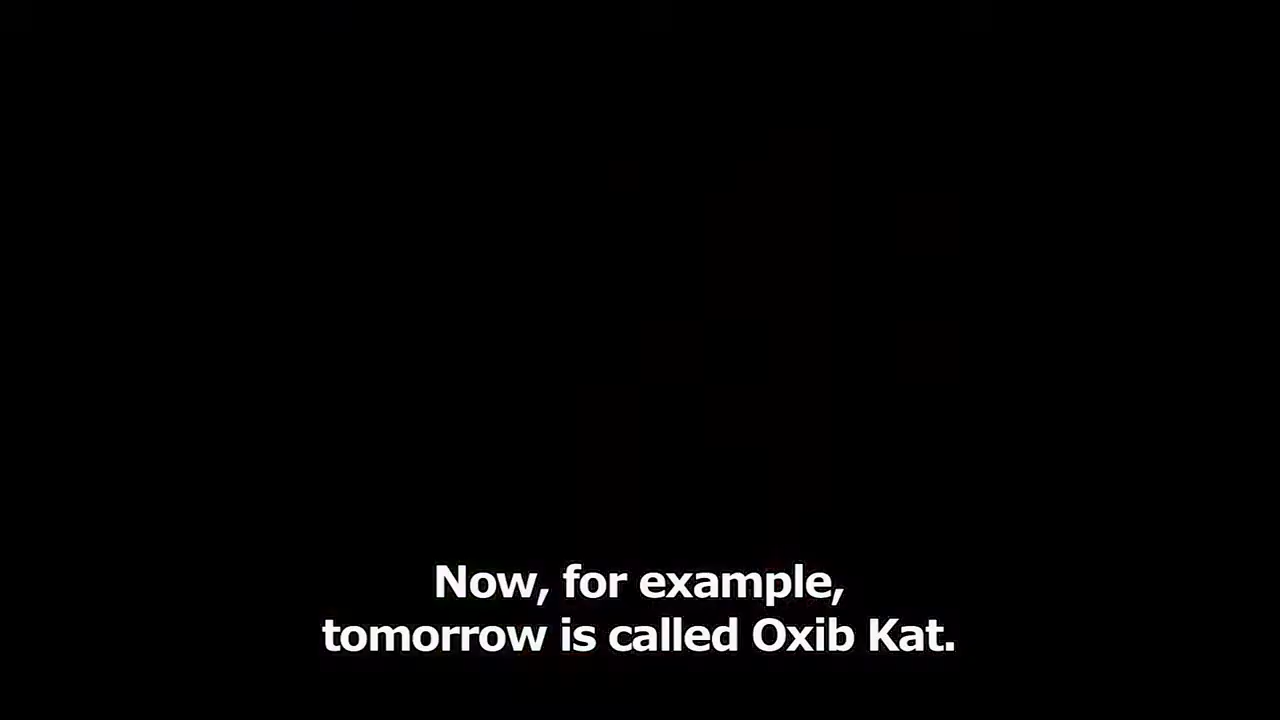 Now, for example,
tomorrow is called Oxib Kat.